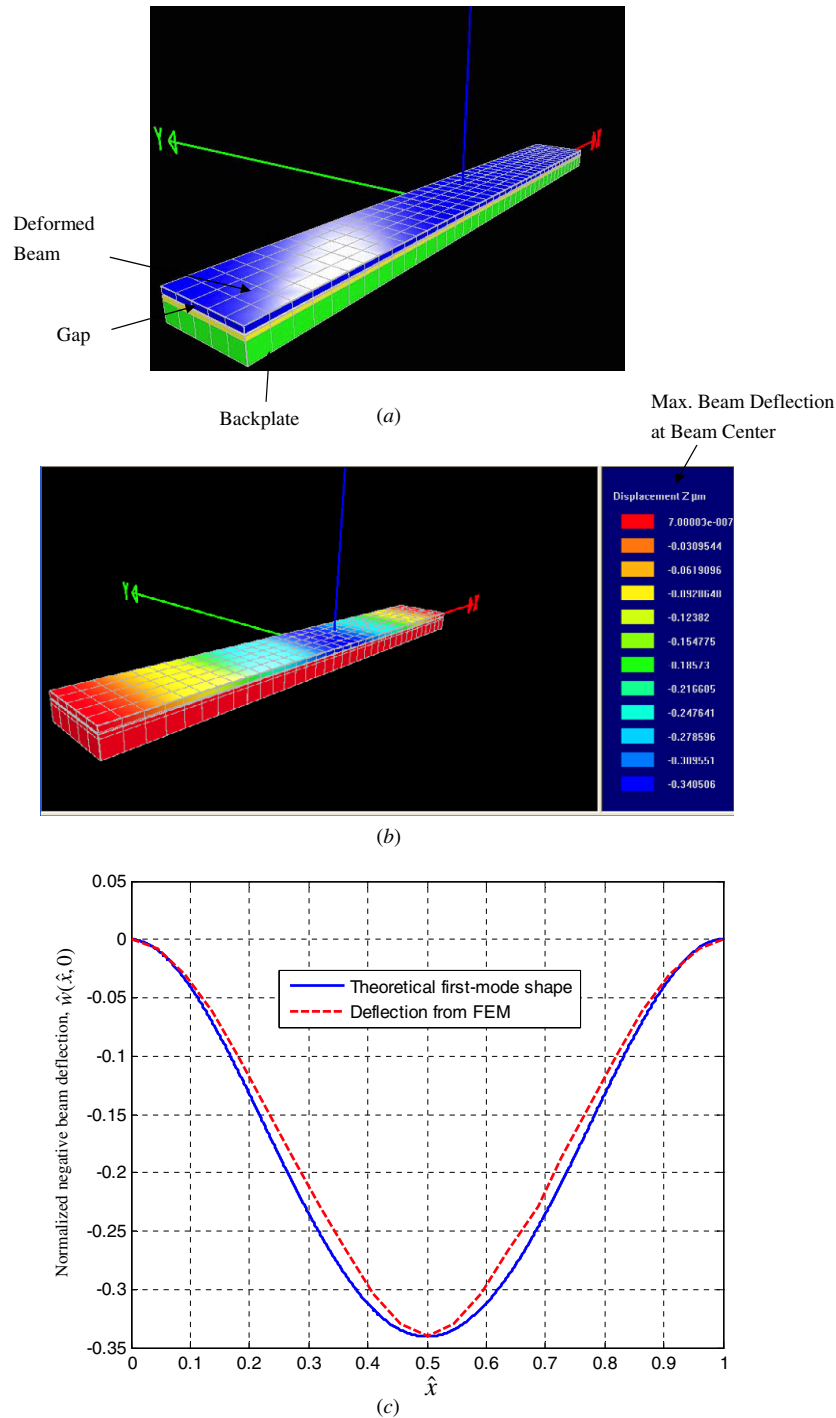 Y
X
Deformed
Beam
Gap
Backplate
(a)
Max. Beam Deflection
at Beam Center
Displacement Z µm
7.00003e-007
-0.0309544
-0.0619096
-0.0928648
-0.12382
-0.154775
-0.18573
-0.216685
-0.247641
-0.278596
-0.309551
-0.340506
Y
X
(b)
0.05
0
-0.05
-0.1
-0.15
-0.2
-0.25
-0.3
-0.35
Normalized negative beam deflection, ŵ(x̂,0)
Theoretical first-mode shape
Deflection from FEM
0 0.1 0.2 0.3 0.4 0.5 0.6 0.7 0.8 0.9 1
x̂
(c)